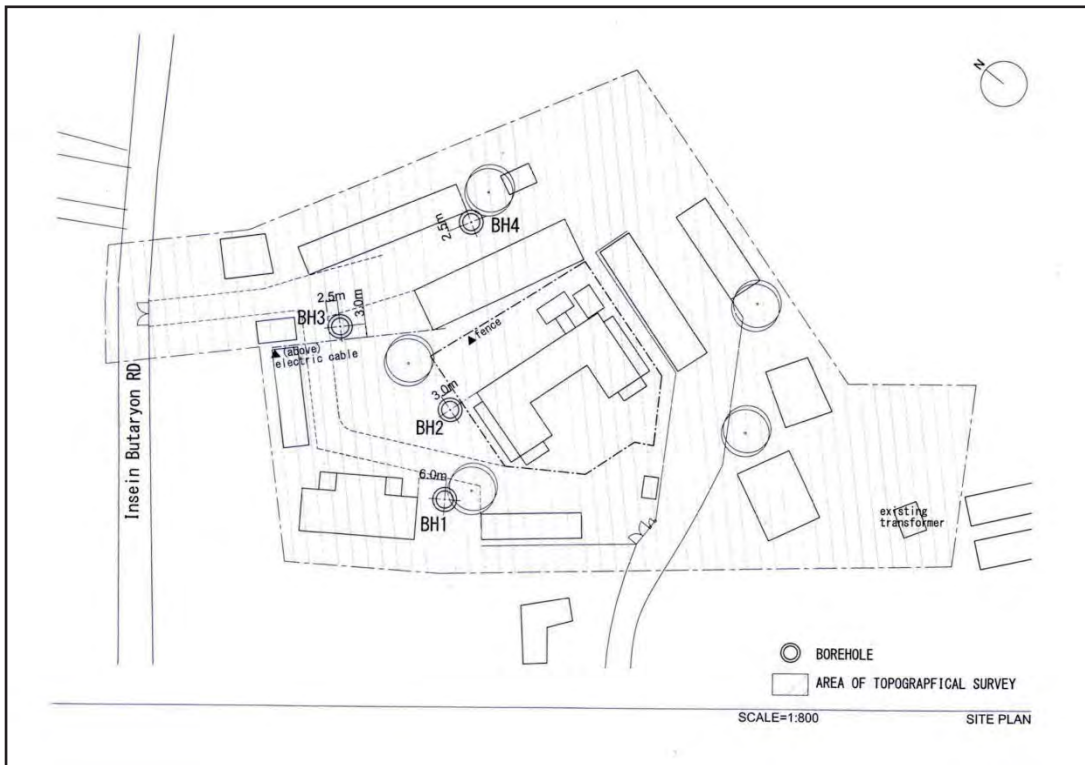 N
2.5m
BH4
2.5m
3.0m
BH3
▲fence
▲(above)
electric cable
3.0m
BH2
6.0m
BH1
Insein Butaryon RD
existing
transformer
BOREHOLE
AREA OF TOPOGRAPFICAL SURVEY
SCALE=1:800
SITE PLAN